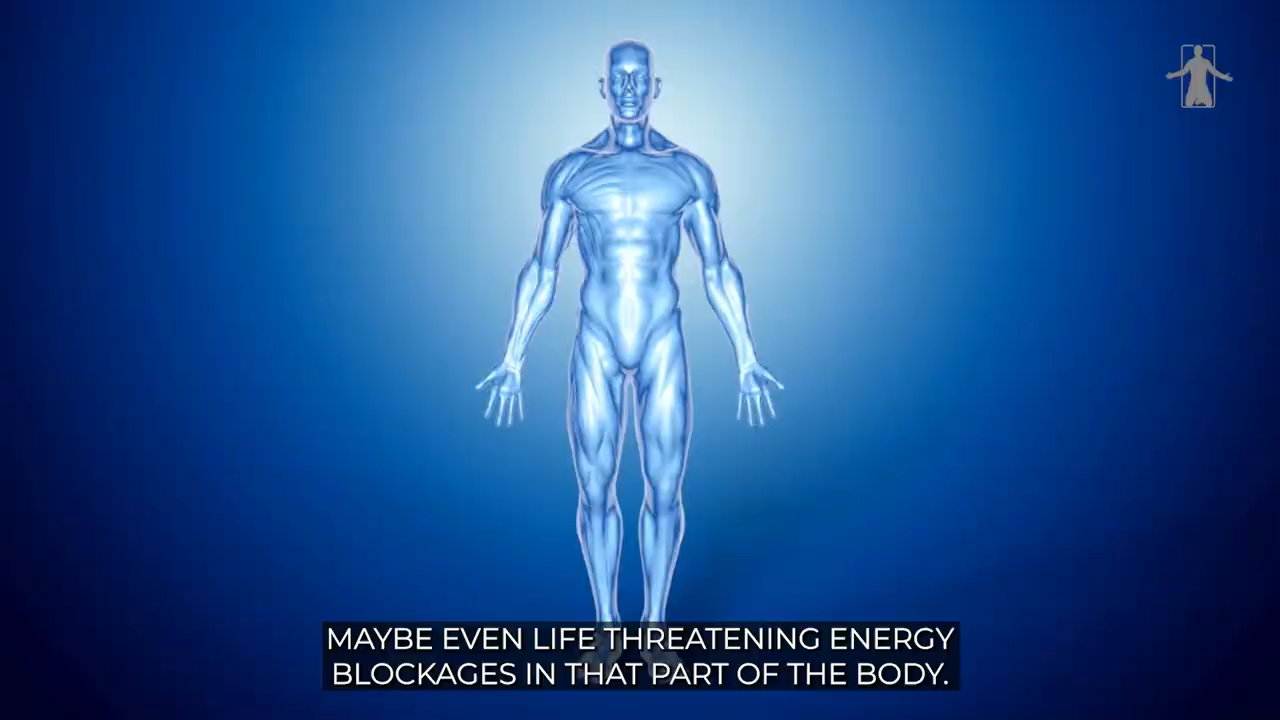 MAYBE EVEN LIFE THREATENING ENERGY
BLOCKAGES IN THAT PART OF THE BODY.